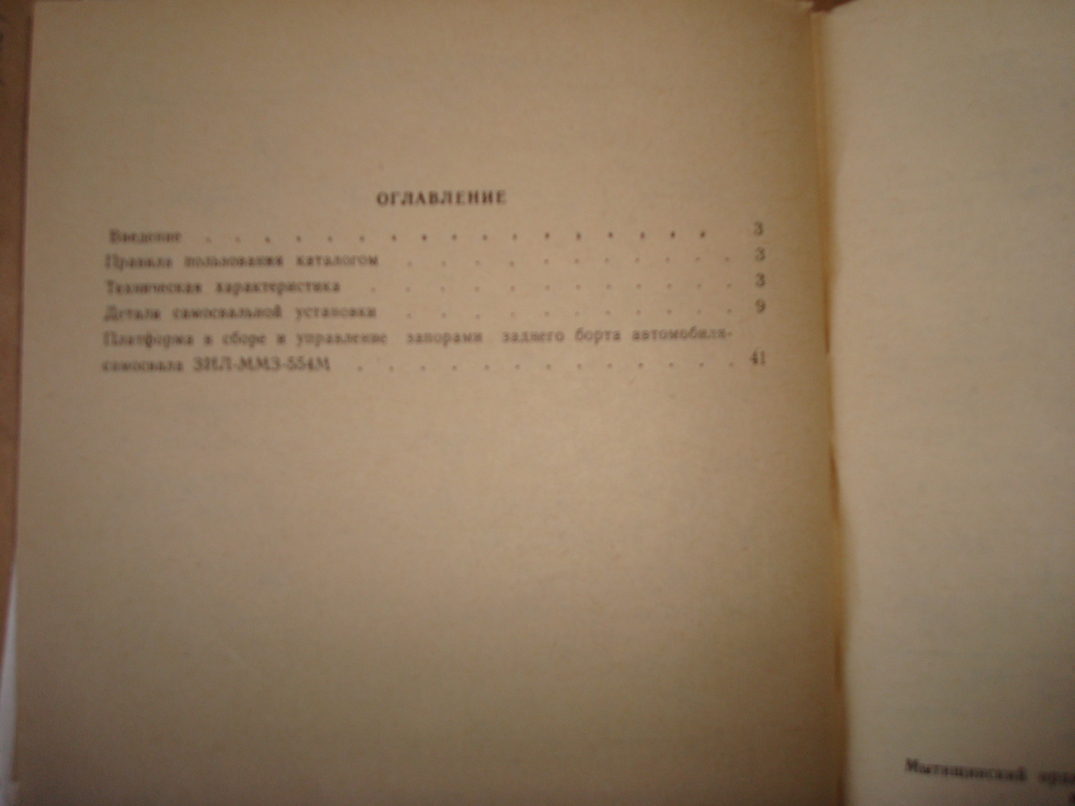 ОГЛАВЛЕНИЕ
Введение . . . . . . . . . . . . . . . . . 3
Правила пользования каталогом . . . . . . . . . . . 3
Техническая характеристика . . . . . . . . . . . . 3
Детали самосвальной установки . . . . . . . . . . . 9
Платформа в сборе и управление запорами заднего борта автомобиля-
самосвала ЗИЛ-ММЗ-554М . . . . . . . . . . . . . 41
Мытищинский